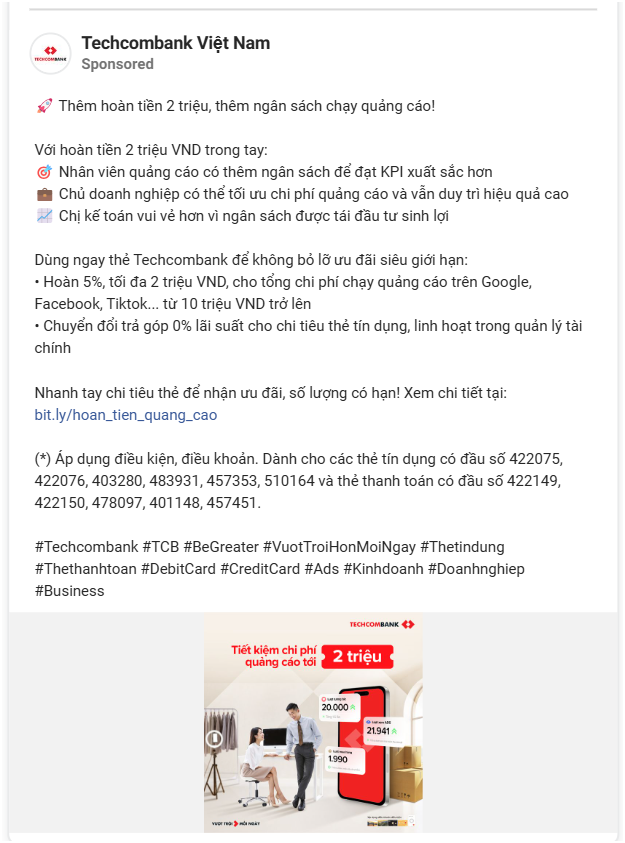 Techcombank Việt Nam
TECHCOMBANK
Sponsored
🚀 Thêm hoàn tiền 2 triệu, thêm ngân sách chạy quảng cáo!
Với hoàn tiền 2 triệu VND trong tay:
🎯 Nhân viên quảng cáo có thêm ngân sách để đạt KPI xuất sắc hơn
💼 Chủ doanh nghiệp có thể tối ưu chi phí quảng cáo và vẫn duy trì hiệu quả cao
📈 Chị kế toán vui vẻ hơn vì ngân sách được tái đầu tư sinh lợi
Dùng ngay thẻ Techcombank để không bỏ lỡ ưu đãi siêu giới hạn:
• Hoàn 5%, tối đa 2 triệu VND, cho tổng chi phí chạy quảng cáo trên Google,
Facebook, Tiktok... từ 10 triệu VND trở lên
• Chuyển đổi trả góp 0% lãi suất cho chi tiêu thẻ tín dụng, linh hoạt trong quản lý tài
chính
Nhanh tay chi tiêu thẻ để nhận ưu đãi, số lượng có hạn! Xem chi tiết tại:
bit.ly/hoan_tien_quang_cao
(*) Áp dụng điều kiện, điều khoản. Dành cho các thẻ tín dụng có đầu số 422075,
422076, 403280, 483931, 457353, 510164 và thẻ thanh toán có đầu số 422149,
422150, 478097, 401148, 457451.
#Techcombank #TCB #BeGreater #VuotTroiHonMoiNgay #Thetindung
#Thethanhtoan #DebitCard #CreditCard #Ads #Kinhdoanh #Doanhnghiep
#Business
TECHCOMBANK
Tiết kiệm chi phí
quảng cáo tới
2 triệu
20.000
21.941
1.990
VƯỢT TRỘI MỖI NGÀY